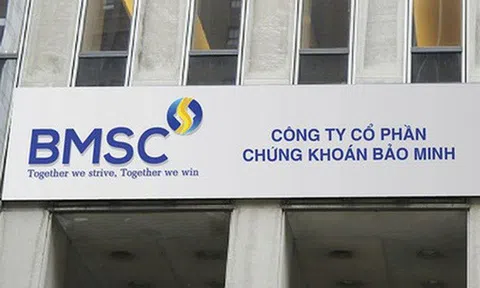 BMSC
Together we strive, Together we win
CÔNG TY CỔ PHẦN
CHỨNG KHOÁN BẢO MINH